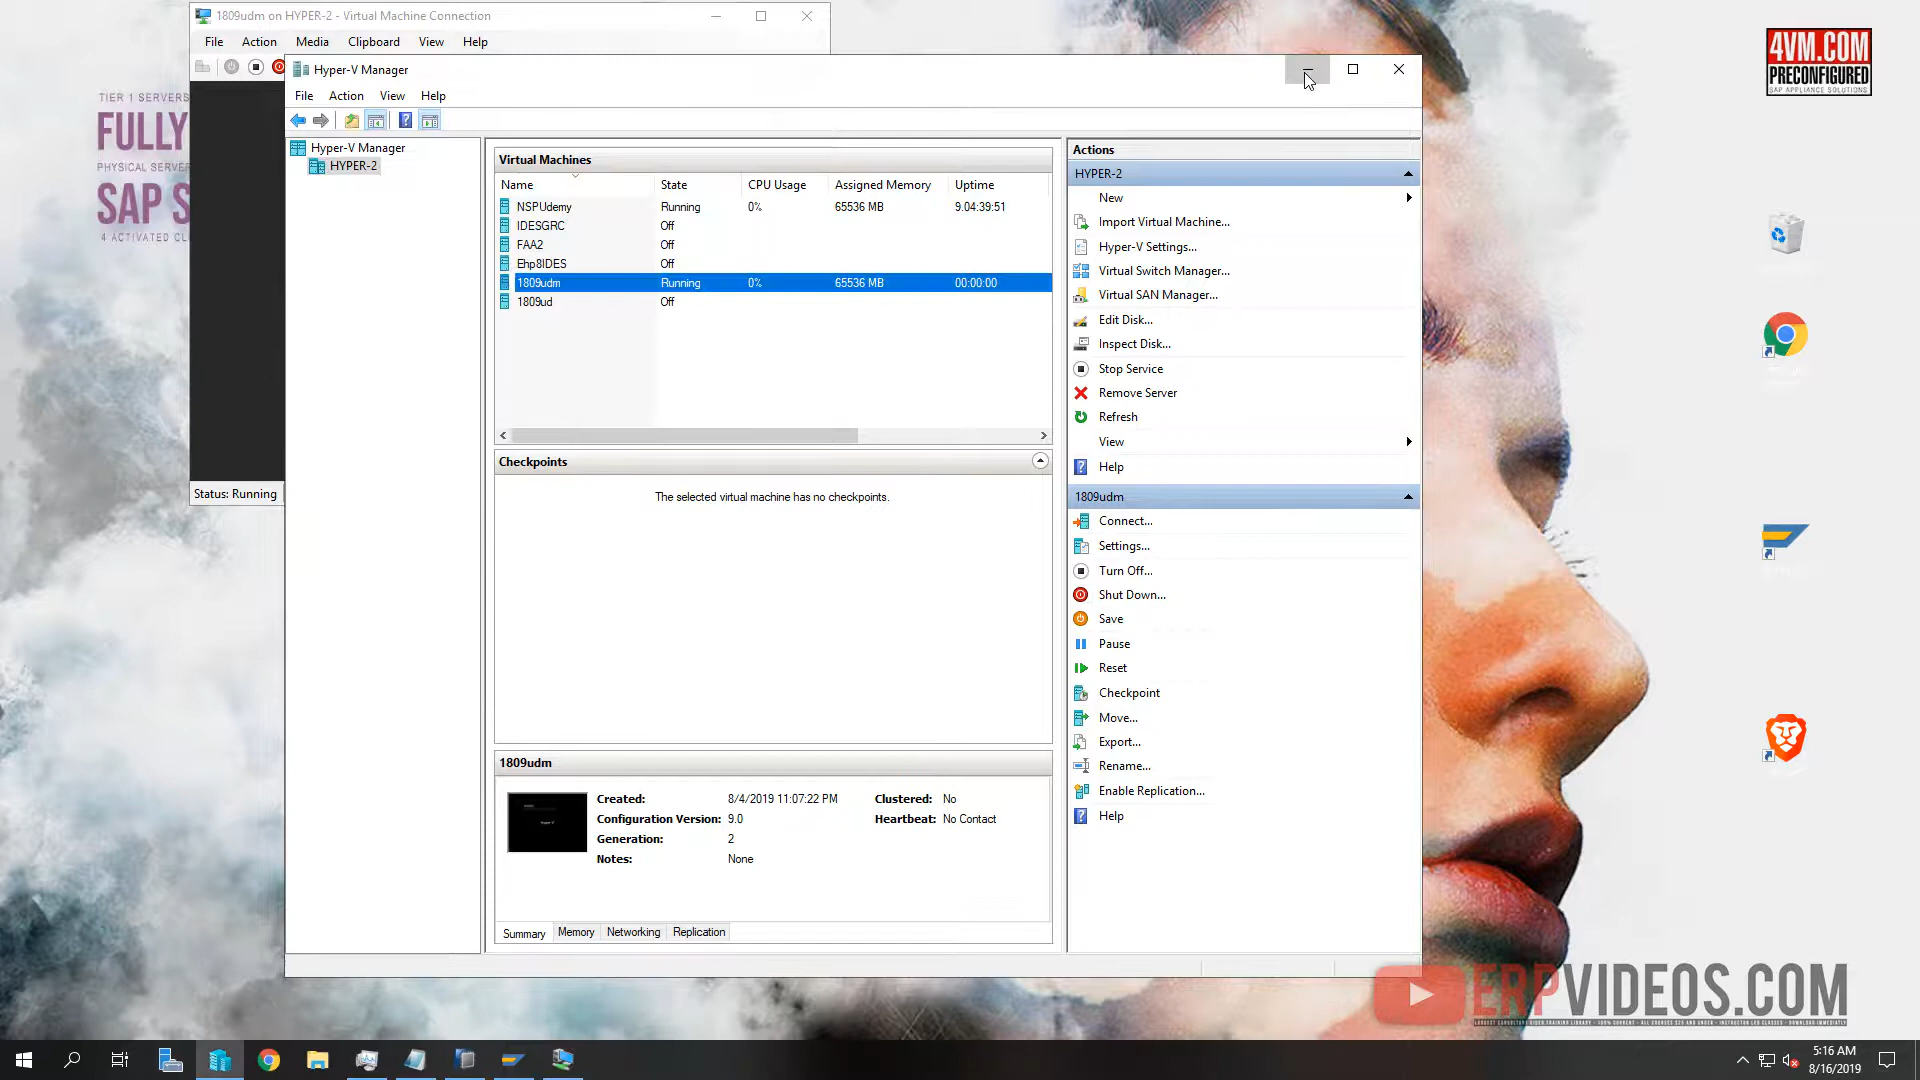 1809udm on HYPER-2 - Virtual Machine Connection
File Action Media Clipboard View Help
Hyper-V Manager
File Action View Help
Hyper-V Manager
HYPER-2
Virtual Machines
Name State CPU Usage Assigned Memory Uptime
NSPUdemy Running 0% 65536 MB 9.04:39:51
IDESGRC Off
FAA2 Off
Ehp8IDES Off
1809udm Running 0% 65536 MB 00:00:00
1809ud Off
Checkpoints
The selected virtual machine has no checkpoints.
1809udm
Created: 8/4/2019 11:07:22 PM Clustered: No
Configuration Version: 9.0 Heartbeat: No Contact
Generation: 2
Notes: None
Summary Memory Networking Replication
Actions
HYPER-2
New
Import Virtual Machine...
Hyper-V Settings...
Virtual Switch Manager...
Virtual SAN Manager...
Edit Disk...
Inspect Disk...
Stop Service
Remove Server
Refresh
View
Help
1809udm
Connect...
Settings...
Turn Off...
Shut Down...
Save
Pause
Reset
Checkpoint
Move...
Export...
Rename...
Enable Replication...
Help
Status: Running
TIER 1 SERVERS
FULLY
PHYSICAL SERVER
SAP S
4 ACTIVATED CL
4VM.COM
PRECONFIGURED
SAP APPLIANCE SOLUTIONS
ERPVIDEOS.COM
5:16 AM
8/16/2019